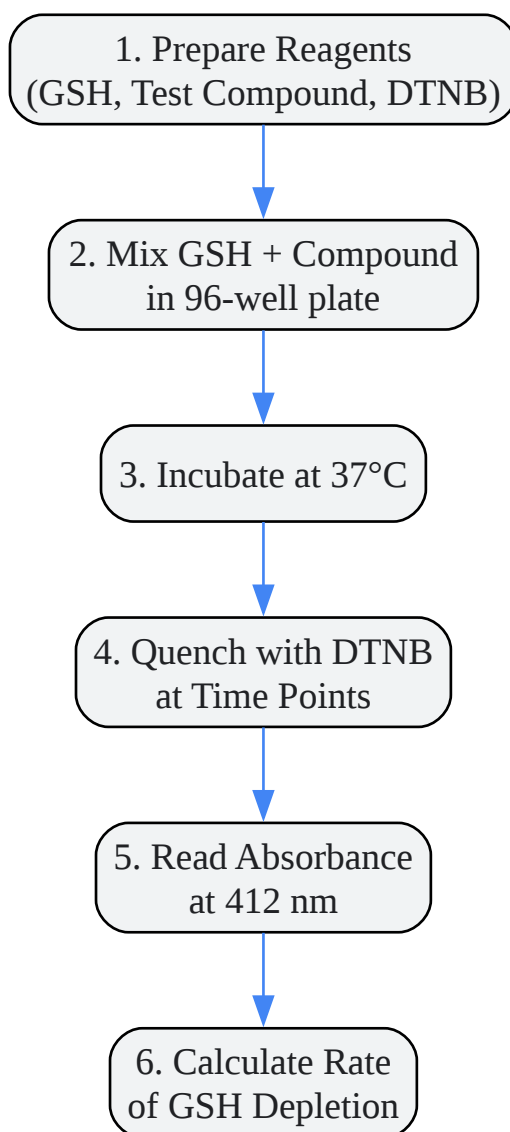 1. Prepare Reagents
(GSH, Test Compound, DTNB)
2. Mix GSH + Compound
in 96-well plate
3. Incubate at 37°C
4. Quench with DTNB
at Time Points
5. Read Absorbance
at 412 nm
6. Calculate Rate
of GSH Depletion